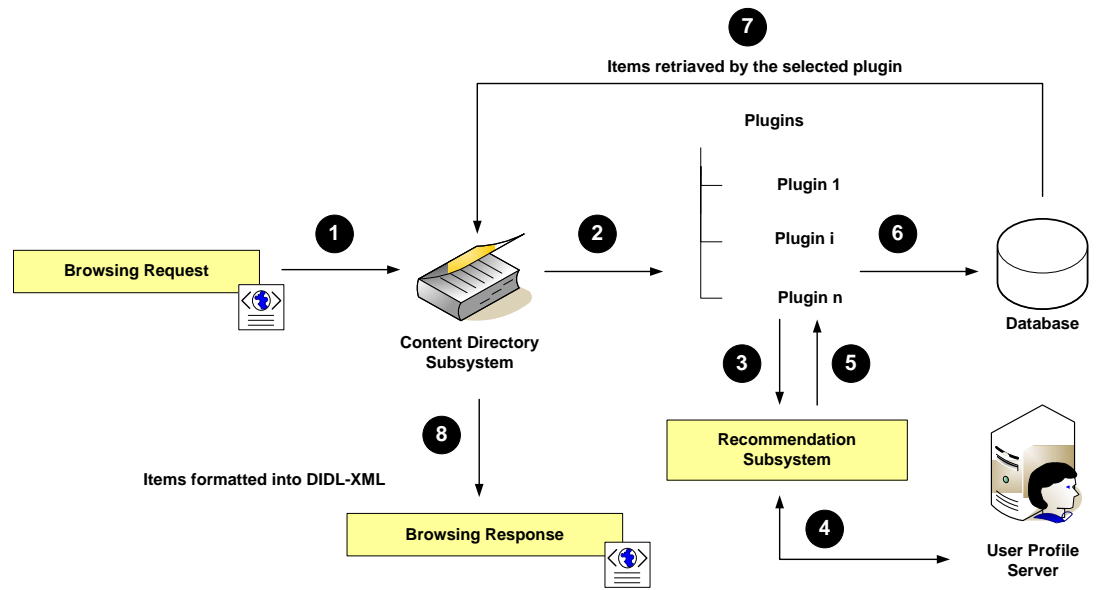 7
Items retriaved by the selected plugin
Plugins
Plugin 1
1
2
Plugin i
6
Browsing Request
Plugin n
Database
Content Directory
Subsystem
3
5
8
Recommendation
Subsystem
Items formatted into DIDL-XML
4
Browsing Response
User Profile
Server